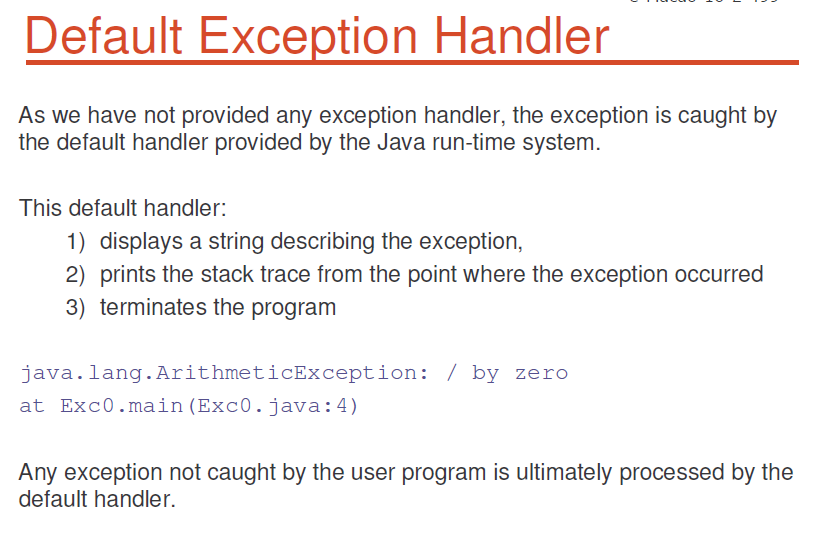 Default Exception Handler
As we have not provided any exception handler, the exception is caught by
the default handler provided by the Java run-time system.
This default handler:
1) displays a string describing the exception,
2) prints the stack trace from the point where the exception occurred
3) terminates the program
java.lang.ArithmeticException: / by zero
at Exc0.main(Exc0.java:4)
Any exception not caught by the user program is ultimately processed by the
default handler.